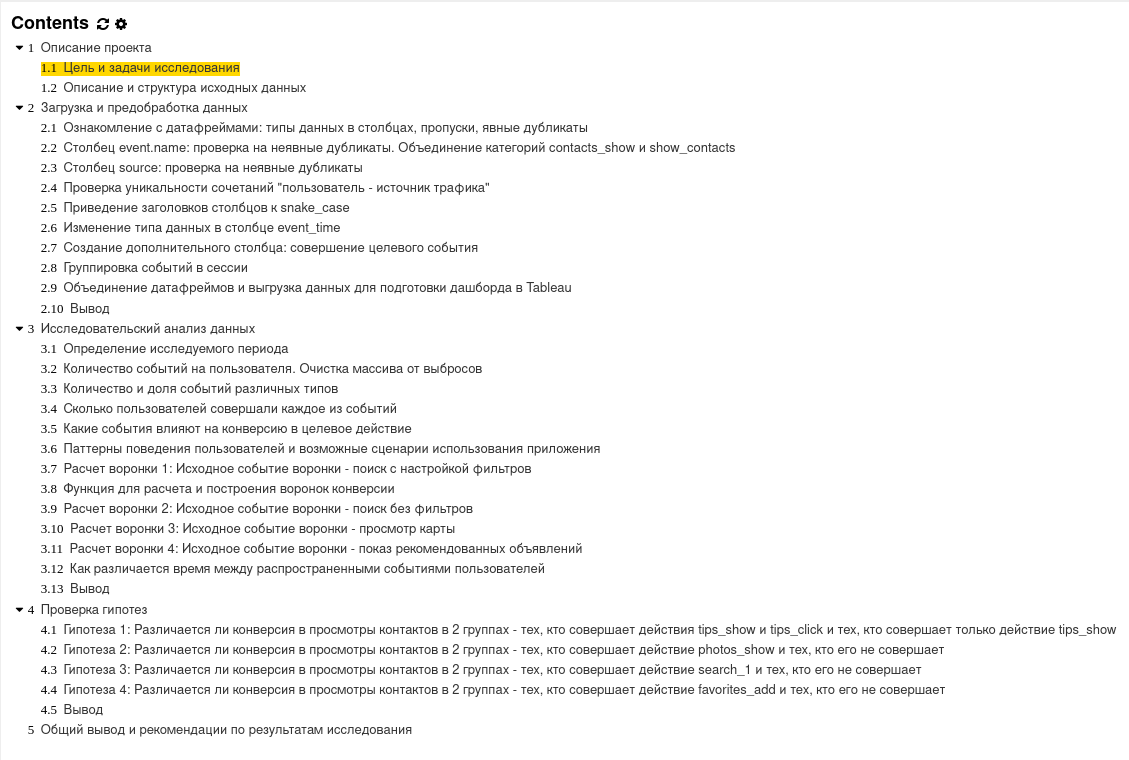 Contents
1 Описание проекта
1.1 Цель и задачи исследования
1.2 Описание и структура исходных данных
2 Загрузка и предобработка данных
2.1 Ознакомление с датафреймами: типы данных в столбцах, пропуски, явные дубликаты
2.2 Столбец event.name: проверка на неявные дубликаты. Объединение категорий contacts_show и show_contacts
2.3 Столбец source: проверка на неявные дубликаты
2.4 Проверка уникальности сочетаний "пользователь - источник трафика"
2.5 Приведение заголовков столбцов к snake_case
2.6 Изменение типа данных в столбце event_time
2.7 Создание дополнительного столбца: совершение целевого события
2.8 Группировка событий в сессии
2.9 Объединение датафреймов и выгрузка данных для подготовки дашборда в Tableau
2.10 Вывод
3 Исследовательский анализ данных
3.1 Определение исследуемого периода
3.2 Количество событий на пользователя. Очистка массива от выбросов
3.3 Количество и доля событий различных типов
3.4 Сколько пользователей совершали каждое из событий
3.5 Какие события влияют на конверсию в целевое действие
3.6 Паттерны поведения пользователей и возможные сценарии использования приложения
3.7 Расчет воронки 1: Исходное событие воронки - поиск с настройкой фильтров
3.8 Функция для расчета и построения воронок конверсии
3.9 Расчет воронки 2: Исходное событие воронки - поиск без фильтров
3.10 Расчет воронки 3: Исходное событие воронки - просмотр карты
3.11 Расчет воронки 4: Исходное событие воронки - показ рекомендованных объявлений
3.12 Как различается время между распространенными событиями пользователей
3.13 Вывод
4 Проверка гипотез
4.1 Гипотеза 1: Различается ли конверсия в просмотры контактов в 2 группах - тех, кто совершает действия tips_show и tips_click и тех, кто совершает только действие tips_show
4.2 Гипотеза 2: Различается ли конверсия в просмотры контактов в 2 группах - тех, кто совершает действие photos_show и тех, кто его не совершает
4.3 Гипотеза 3: Различается ли конверсия в просмотры контактов в 2 группах - тех, кто совершает действие search_1 и тех, кто его не совершает
4.4 Гипотеза 4: Различается ли конверсия в просмотры контактов в 2 группах - тех, кто совершает действие favorites_add и тех, кто его не совершает
4.5 Вывод
5 Общий вывод и рекомендации по результатам исследования